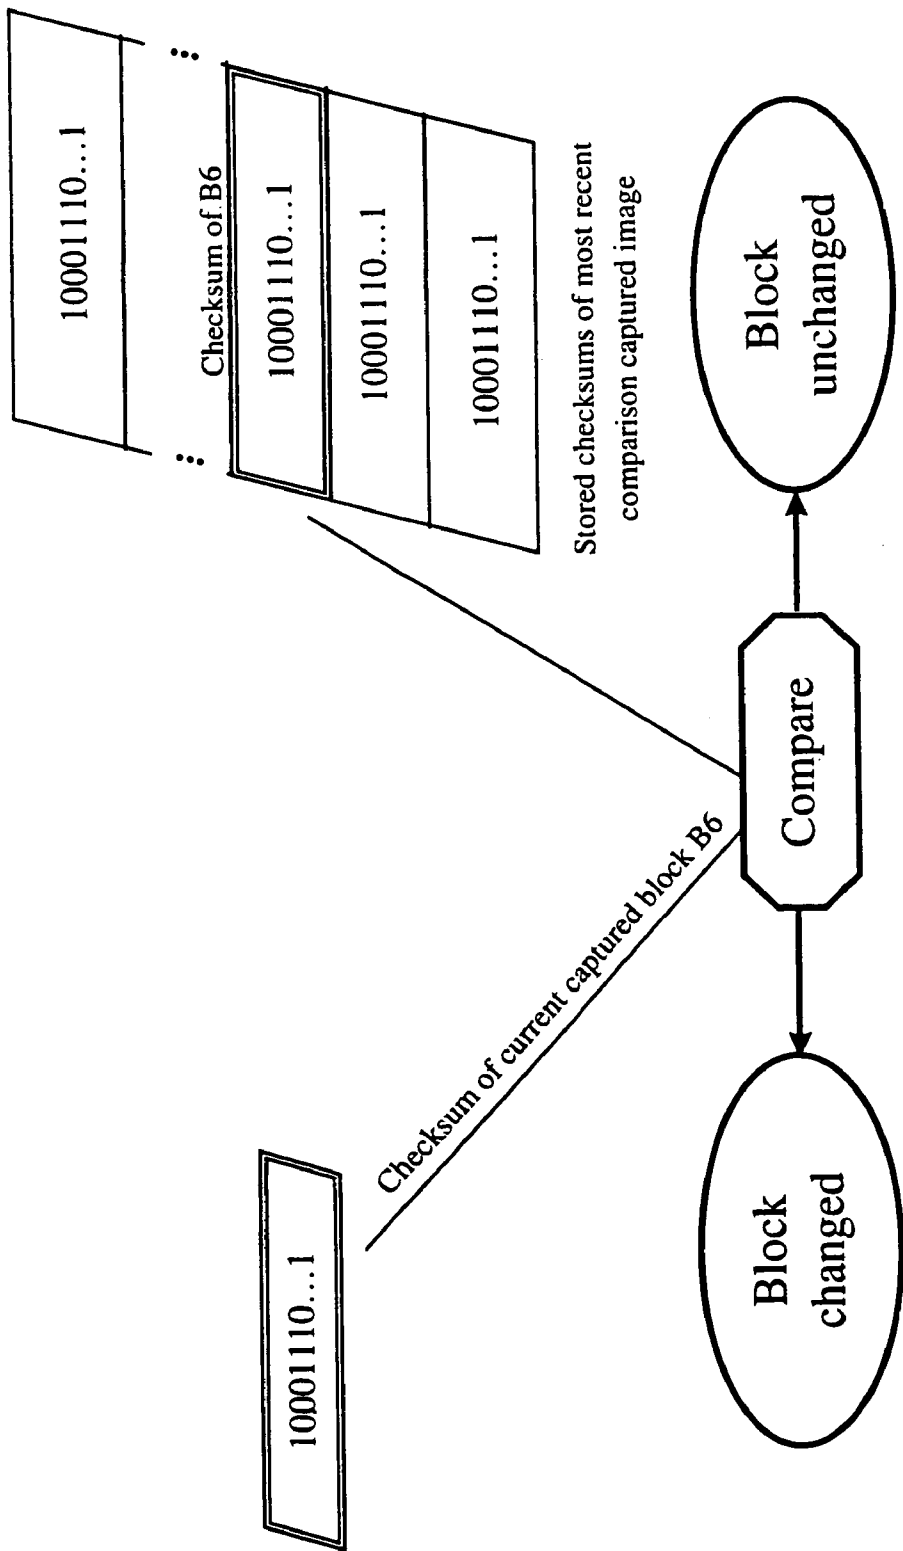 10001110...1
Checksum of B6
10001110...1
10001110...1
10001110...1
10001110...1
Checksum of current captured block B6
Stored checksums of most recent
comparison captured image
Block
changed
Compare
Block
unchanged